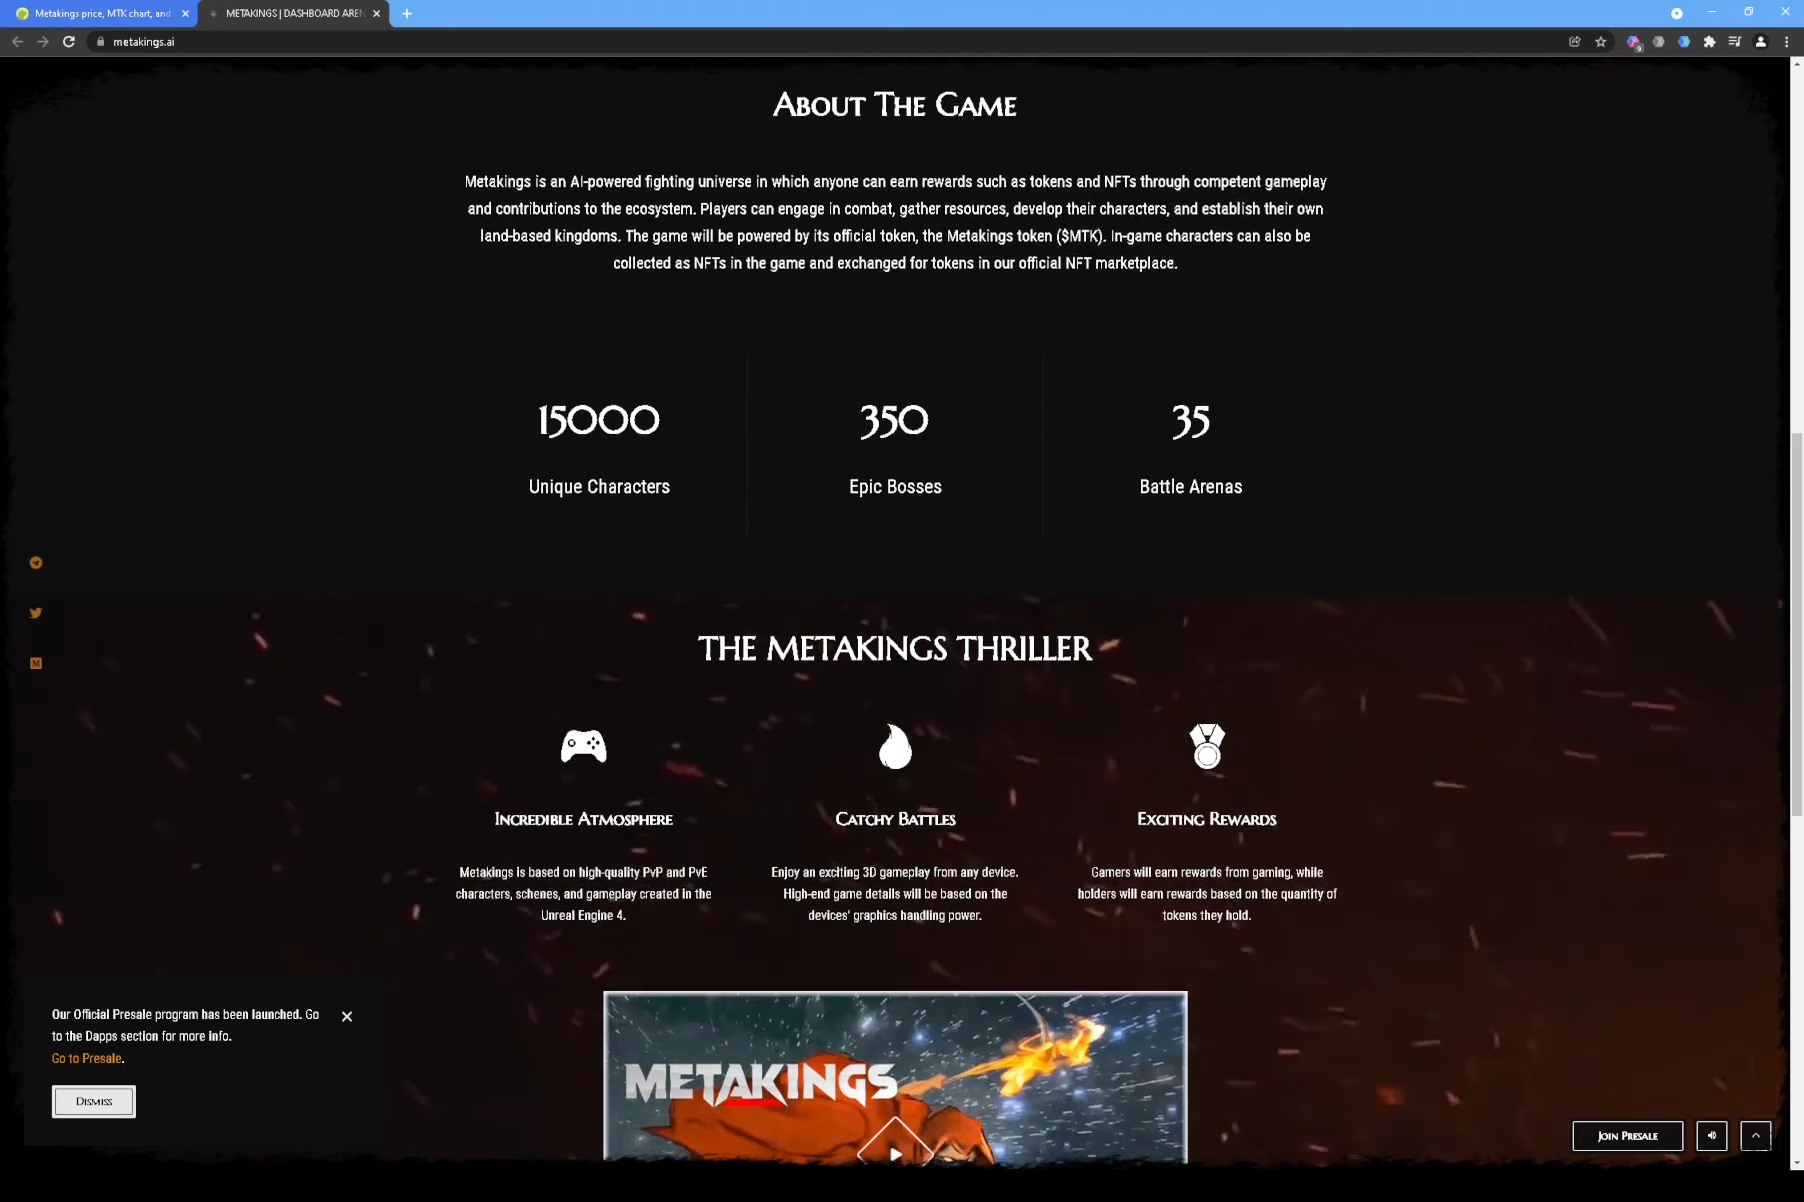 Metakings price, MTK chart, and
METAKINGS | DASHBOARD AREN
metakings.ai
9
About The Game
Metakings is an AI-powered fighting universe in which anyone can earn rewards such as tokens and NFTs through competent gameplay
and contributions to the ecosystem. Players can engage in combat, gather resources, develop their characters, and establish their own
land-based kingdoms. The game will be powered by its official token, the Metakings token ($MTK). In-game characters can also be
collected as NFTs in the game and exchanged for tokens in our official NFT marketplace.
15000
350
35
Unique Characters
Epic Bosses
Battle Arenas
THE METAKINGS THRILLER
Incredible Atmosphere
Catchy Battles
Exciting Rewards
Metakings is based on high-quality PvP and PvE
characters, schenes, and gameplay created in the
Unreal Engine 4.
Enjoy an exciting 3D gameplay from any device.
High-end game details will be based on the
devices' graphics handling power.
Gamers will earn rewards from gaming, while
holders will earn rewards based on the quantity of
tokens they hold.
Our Official Presale program has been launched. Go
to the Dapps section for more info.
Go to Presale.
Dismiss
METAKINGS
Join Presale